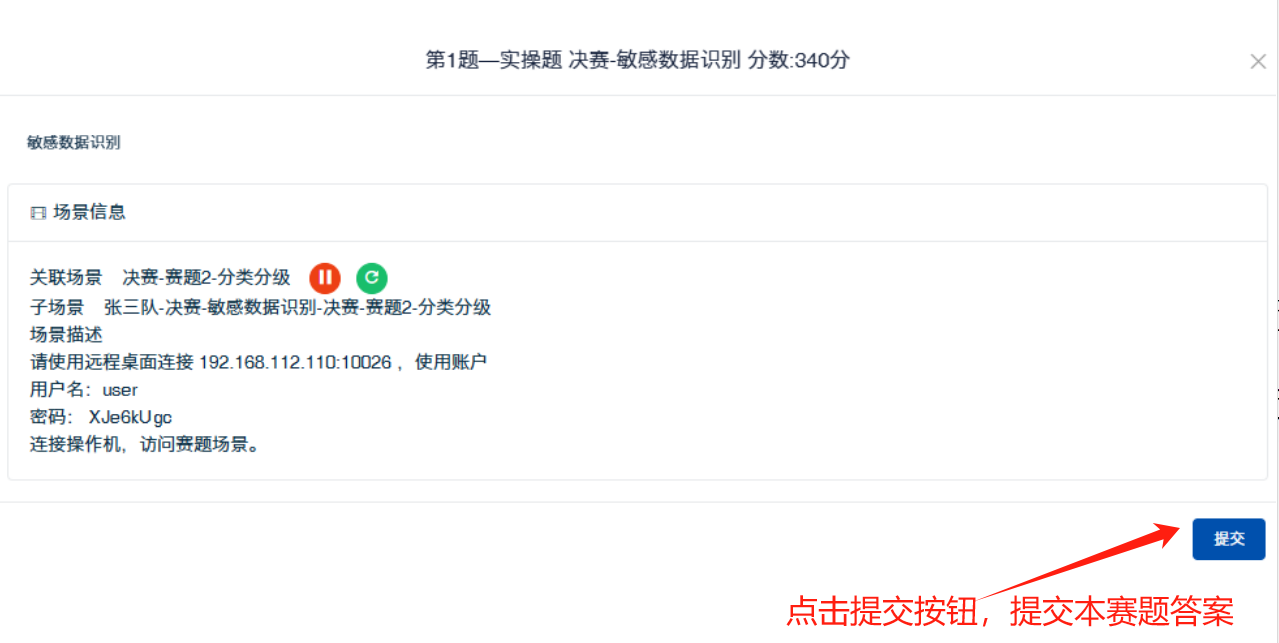 第1题—实操题 决赛-敏感数据识别 分数:340分
敏感数据识别
场景信息
关联场景 决赛-赛题2-分类分级
子场景 张三队-决赛-敏感数据识别-决赛-赛题2-分类分级
场景描述
请使用远程桌面连接 192.168.112.110:10026 ，使用账户
用户名：user
密码： XJe6kUgc
连接操作机，访问赛题场景。
提交
点击提交按钮，提交本赛题答案